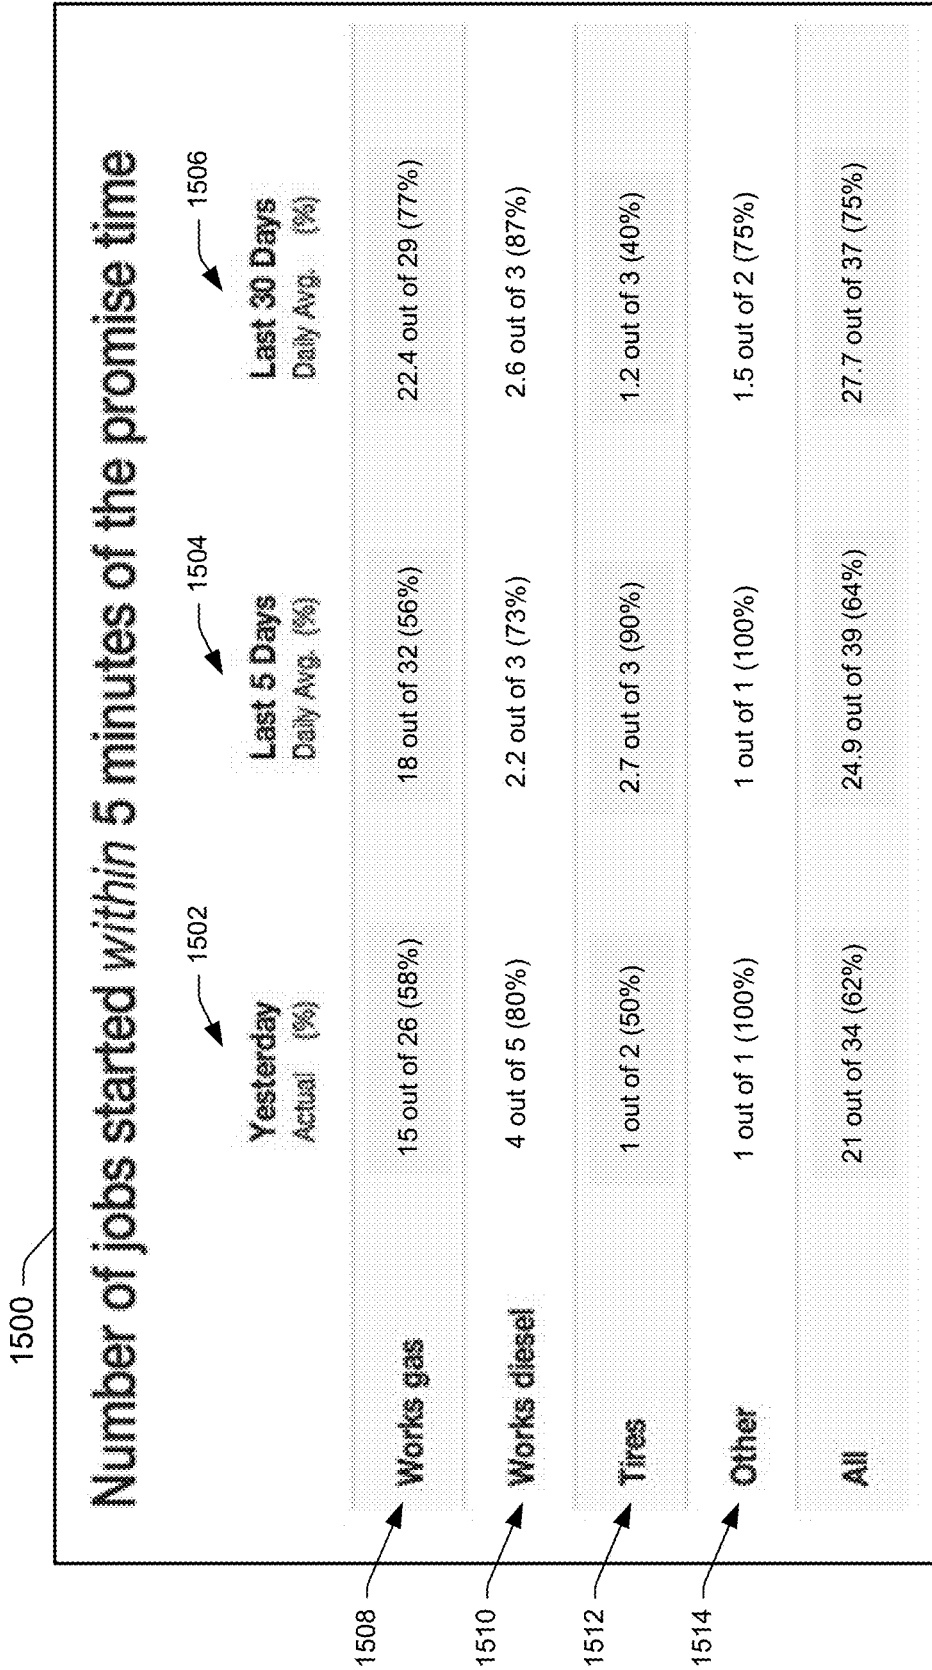 1500
Number of jobs started within 5 minutes of the promise time
1502
1504
1506
Yesterday Last 5 Days Last 30 Days
Actual (%) Daily Avg. (%) Daily Avg. (%)
1508 Works gas 15 out of 26 (58%) 18 out of 32 (56%) 22.4 out of 29 (77%)
1510 Works diesel 4 out of 5 (80%) 2.2 out of 3 (73%) 2.6 out of 3 (87%)
1512 Tires 1 out of 2 (50%) 2.7 out of 3 (90%) 1.2 out of 3 (40%)
1514 Other 1 out of 1 (100%) 1 out of 1 (100%) 1.5 out of 2 (75%)
All 21 out of 34 (62%) 24.9 out of 39 (64%) 27.7 out of 37 (75%)